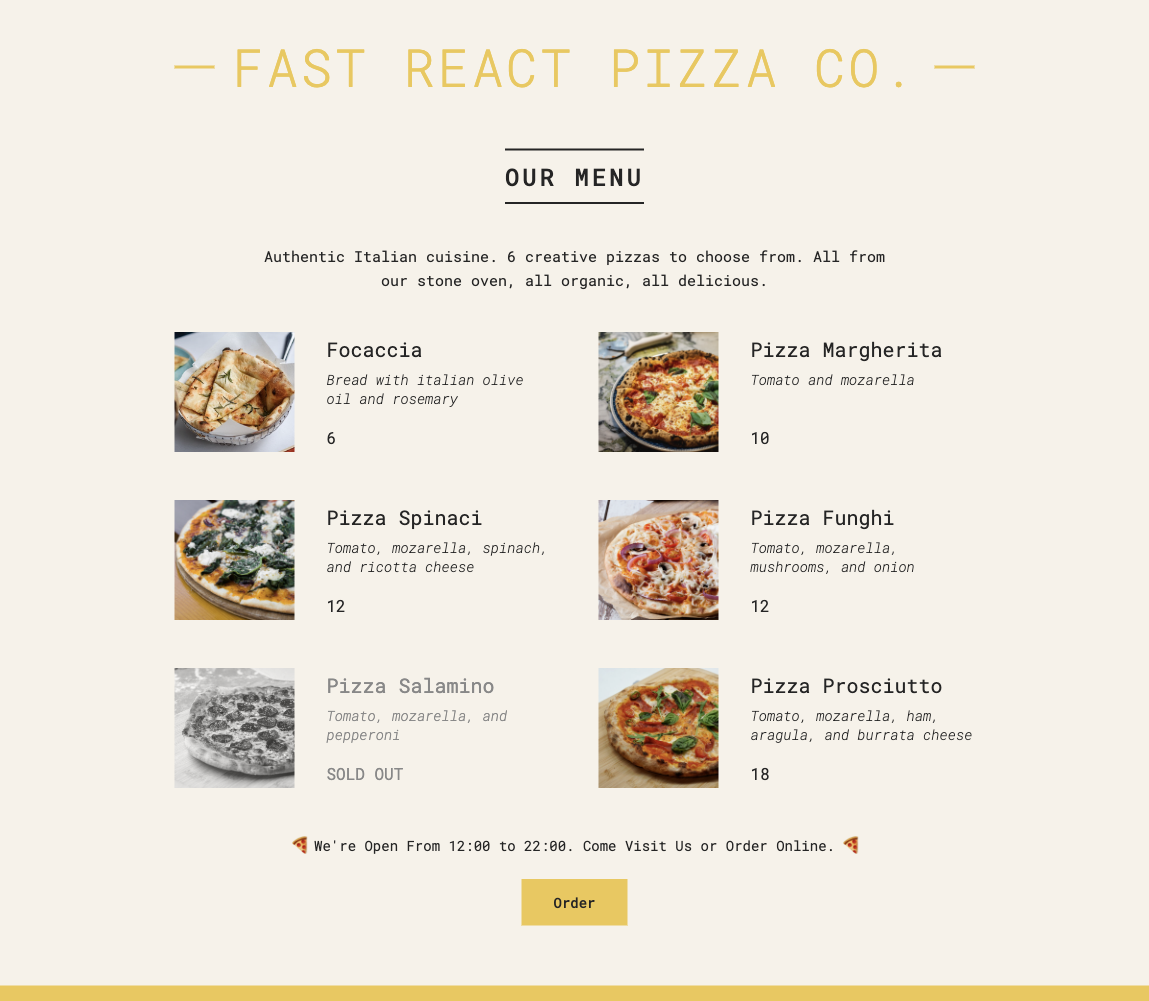 FAST REACT PIZZA CO.
OUR MENU
Authentic Italian cuisine. 6 creative pizzas to choose from. All from
our stone oven, all organic, all delicious.
Focaccia
Bread with italian olive
oil and rosemary
6
Pizza Margherita
Tomato and mozarella
10
Pizza Spinaci
Tomato, mozarella, spinach,
and ricotta cheese
12
Pizza Funghi
Tomato, mozarella,
mushrooms, and onion
12
Pizza Salamino
Tomato, mozarella, and
pepperoni
SOLD OUT
Pizza Prosciutto
Tomato, mozarella, ham,
aragula, and burrata cheese
18
🍕 We're Open From 12:00 to 22:00. Come Visit Us or Order Online. 🍕
Order